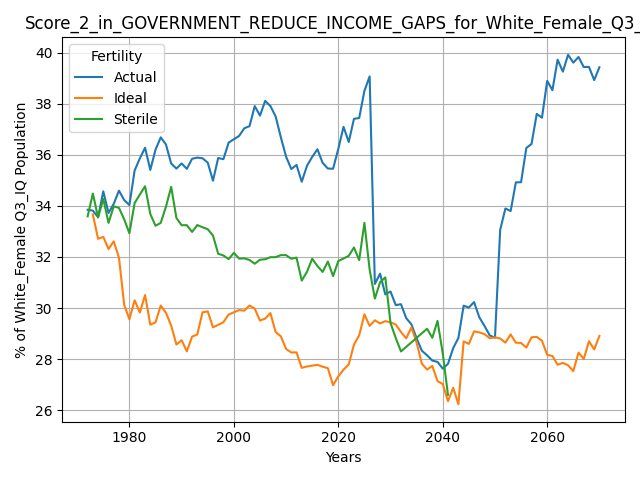 Score_2_in_GOVERNMENT_REDUCE_INCOME_GAPS_for_White_Female_Q3_
Fertility
Actual
Ideal
Sterile
% of White_Female Q3_IQ Population
40
38
36
34
32
30
28
26
1980
2000
2020
2040
2060
Years